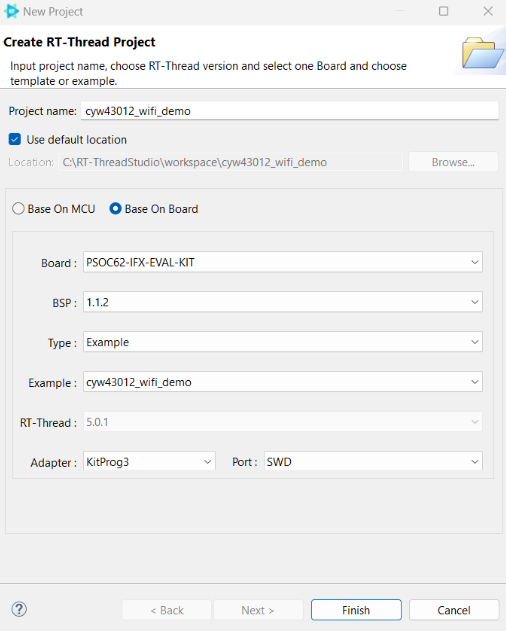 New Project
Create RT-Thread Project
Input project name, choose RT-Thread version and select one Board and choose
template or example.
Project name: cyw43012_wifi_demo
Use default location
Location: C:\RT-ThreadStudio\workspace\cyw43012_wifi_demo Browse...
Base On MCU Base On Board
Board : PSOC62-IFX-EVAL-KIT
BSP : 1.1.2
Type : Example
Example : cyw43012_wifi_demo
RT-Thread : 5.0.1
Adapter : KitProg3 Port : SWD
? < Back Next > Finish Cancel